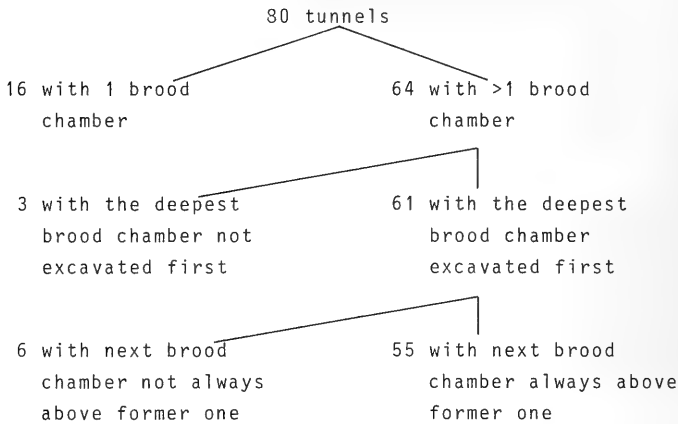 80 tunnels
16 with 1 brood
chamber
64 with >1 brood
chamber
3 with the deepest
brood chamber not
excavated first
61 with the deepest
brood chamber
excavated first
6 with next brood
chamber not always
above former one
55 with next brood
chamber always above
former one